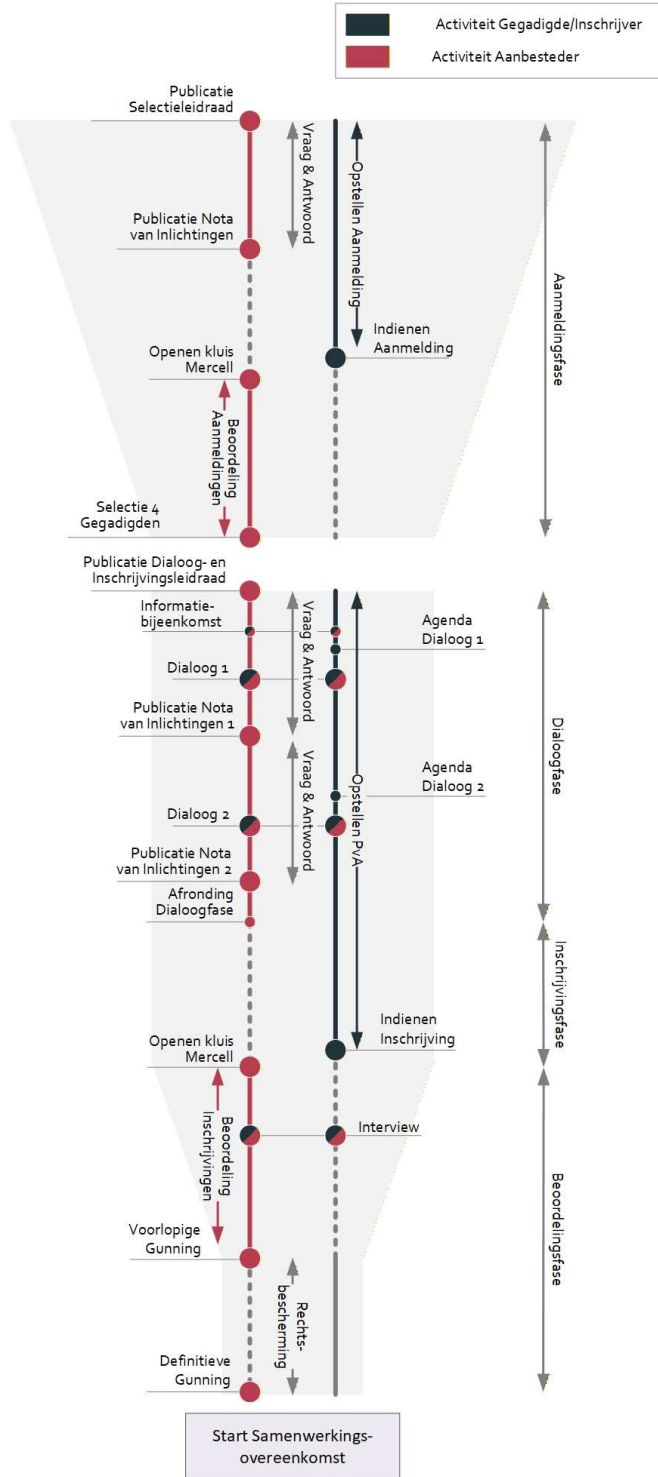 Activiteit Gegadigde/Inschrijver
Activiteit Aanbesteder
Publicatie
Selectieleidraad
Vraag & Antwoord
Opstellen Aanmelding
Publicatie Nota
van Inlichtingen
Aanmeldingsfase
Indienen
Aanmelding
Openen kluis
Mercell
Beoordeling
Aanmeldingen
Selectie 4
Gegadigden
Publicatie Dialoog- en
Inschrijvingsleidraad
Informatie-
bijeenkomst
Vraag & Antwoord
Agenda
Dialoog 1
Dialoog 1
Publicatie Nota
van Inlichtingen 1
Dialoogfase
Vraag & Antwoord
Opstellen PvA
Agenda
Dialoog 2
Dialoog 2
Publicatie Nota
van Inlichtingen 2
Afronding
Dialoogfase
Inschrijvingsfase
Indienen
Inschrijving
Openen kluis
Mercell
Beoordeling
Inschrijvingen
Interview
Beoordelingsfase
Voorlopige
Gunning
Rechts-
bescherming
Definitieve
Gunning
Start Samenwerkings-
overeenkomst